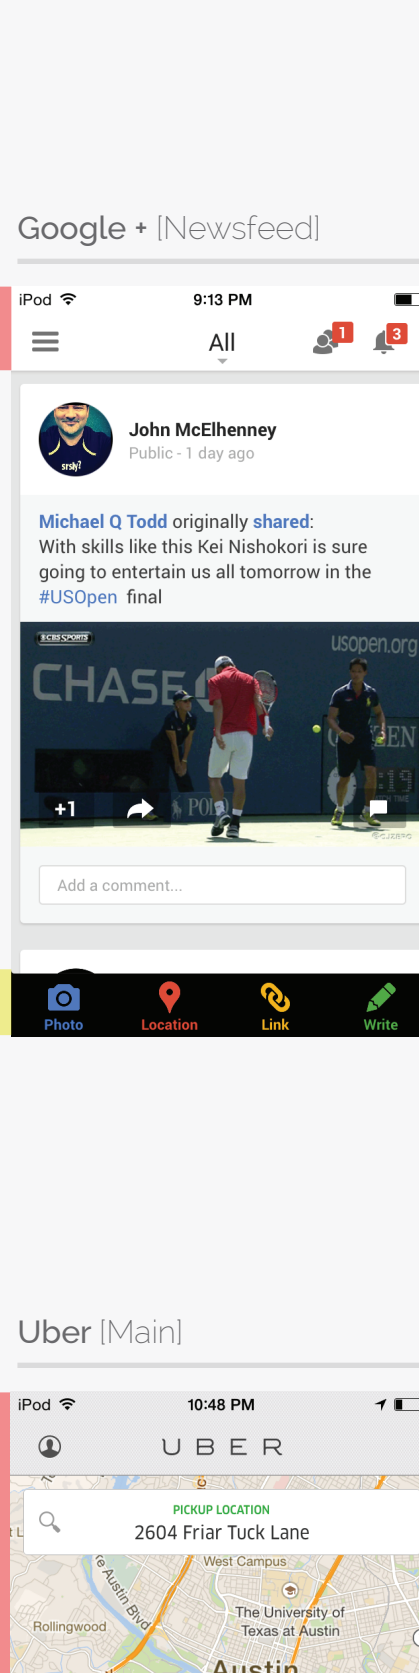 Google + [Newsfeed]
iPod 9:13 PM
All 1 3
John McElhenney
Public - 1 day ago
srsly?
Michael Q Todd originally shared:
With skills like this Kei Nishokori is sure
going to entertain us all tomorrow in the
#USOpen final
CBS SPORTS
usopen.org
CHASE
POLO
+1
Add a comment...
Photo Location Link Write
Uber [Main]
iPod 10:48 PM
UBER
PICKUP LOCATION
2604 Friar Tuck Lane
West Campus
Austin Blvd
The University of
Texas at Austin
Rollingwood
Austin